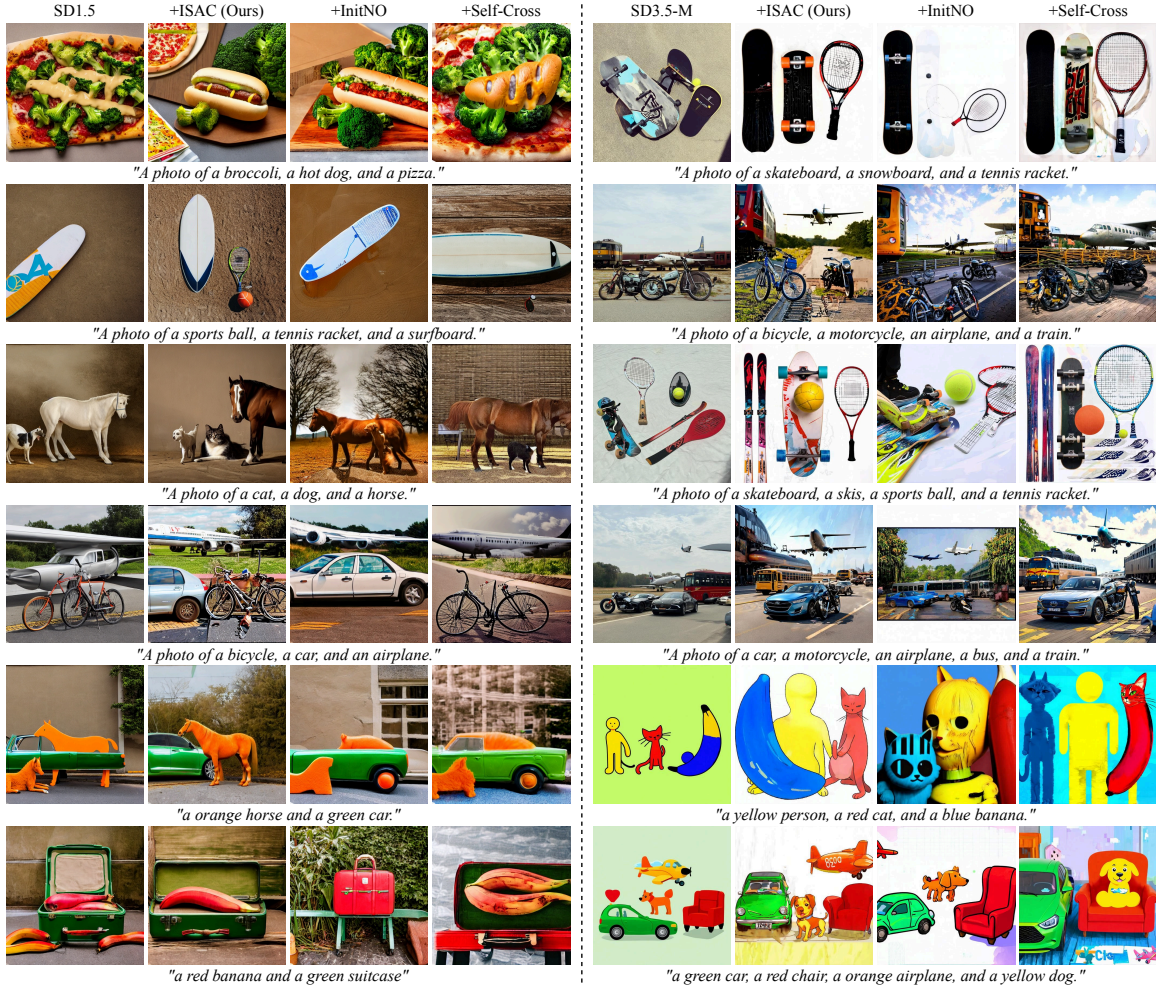 SD1.5 +ISAC (Ours) +InitNO +Self-Cross
"A photo of a broccoli, a hot dog, and a pizza."
"A photo of a sports ball, a tennis racket, and a surfboard."
"A photo of a cat, a dog, and a horse."
"A photo of a bicycle, a car, and an airplane."
"a orange horse and a green car."
"a red banana and a green suitcase"
SD3.5-M +ISAC (Ours) +InitNO +Self-Cross
"A photo of a skateboard, a snowboard, and a tennis racket."
"A photo of a bicycle, a motorcycle, an airplane, and a train."
"A photo of a skateboard, a skis, a sports ball, and a tennis racket."
"A photo of a car, a motorcycle, an airplane, a bus, and a train."
"a yellow person, a red cat, and a blue banana."
"a green car, a red chair, a orange airplane, and a yellow dog."